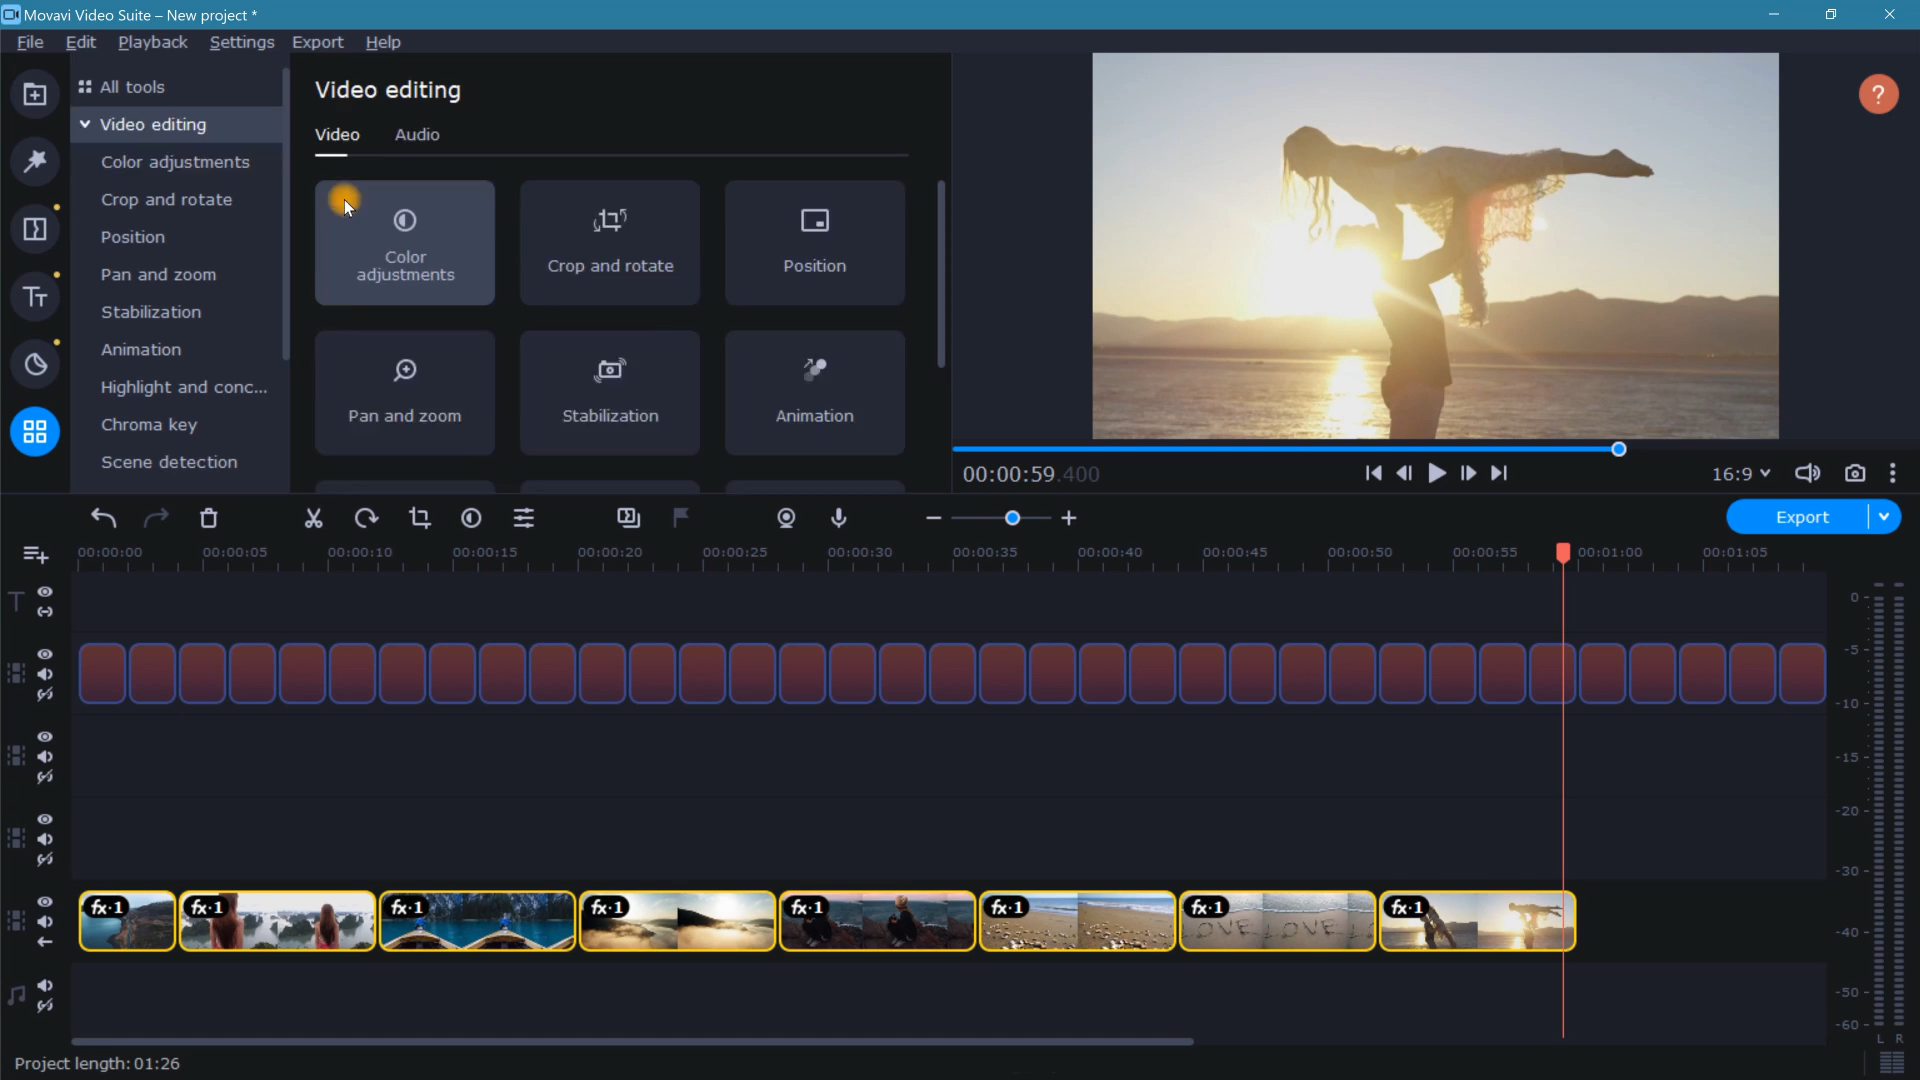 Movavi Video Suite – New project *
File Edit Playback Settings Export Help
All tools
Video editing
Color adjustments
Crop and rotate
Position
Pan and zoom
Stabilization
Animation
Highlight and conc...
Chroma key
Scene detection
Video editing
Video Audio
Color
adjustments
Crop and rotate
Position
Pan and zoom
Stabilization
Animation
?
00:00:59.400
16:9
Export
00:00:00 00:00:05 00:00:10 00:00:15 00:00:20 00:00:25 00:00:30 00:00:35 00:00:40 00:00:45 00:00:50 00:00:55 00:01:00 00:01:05
0
-5
-10
-15
-20
-30
-40
-50
-60
L R
fx·1 fx·1 fx·1 fx·1 fx·1 fx·1 fx·1 fx·1
LOVE
Project length: 01:26